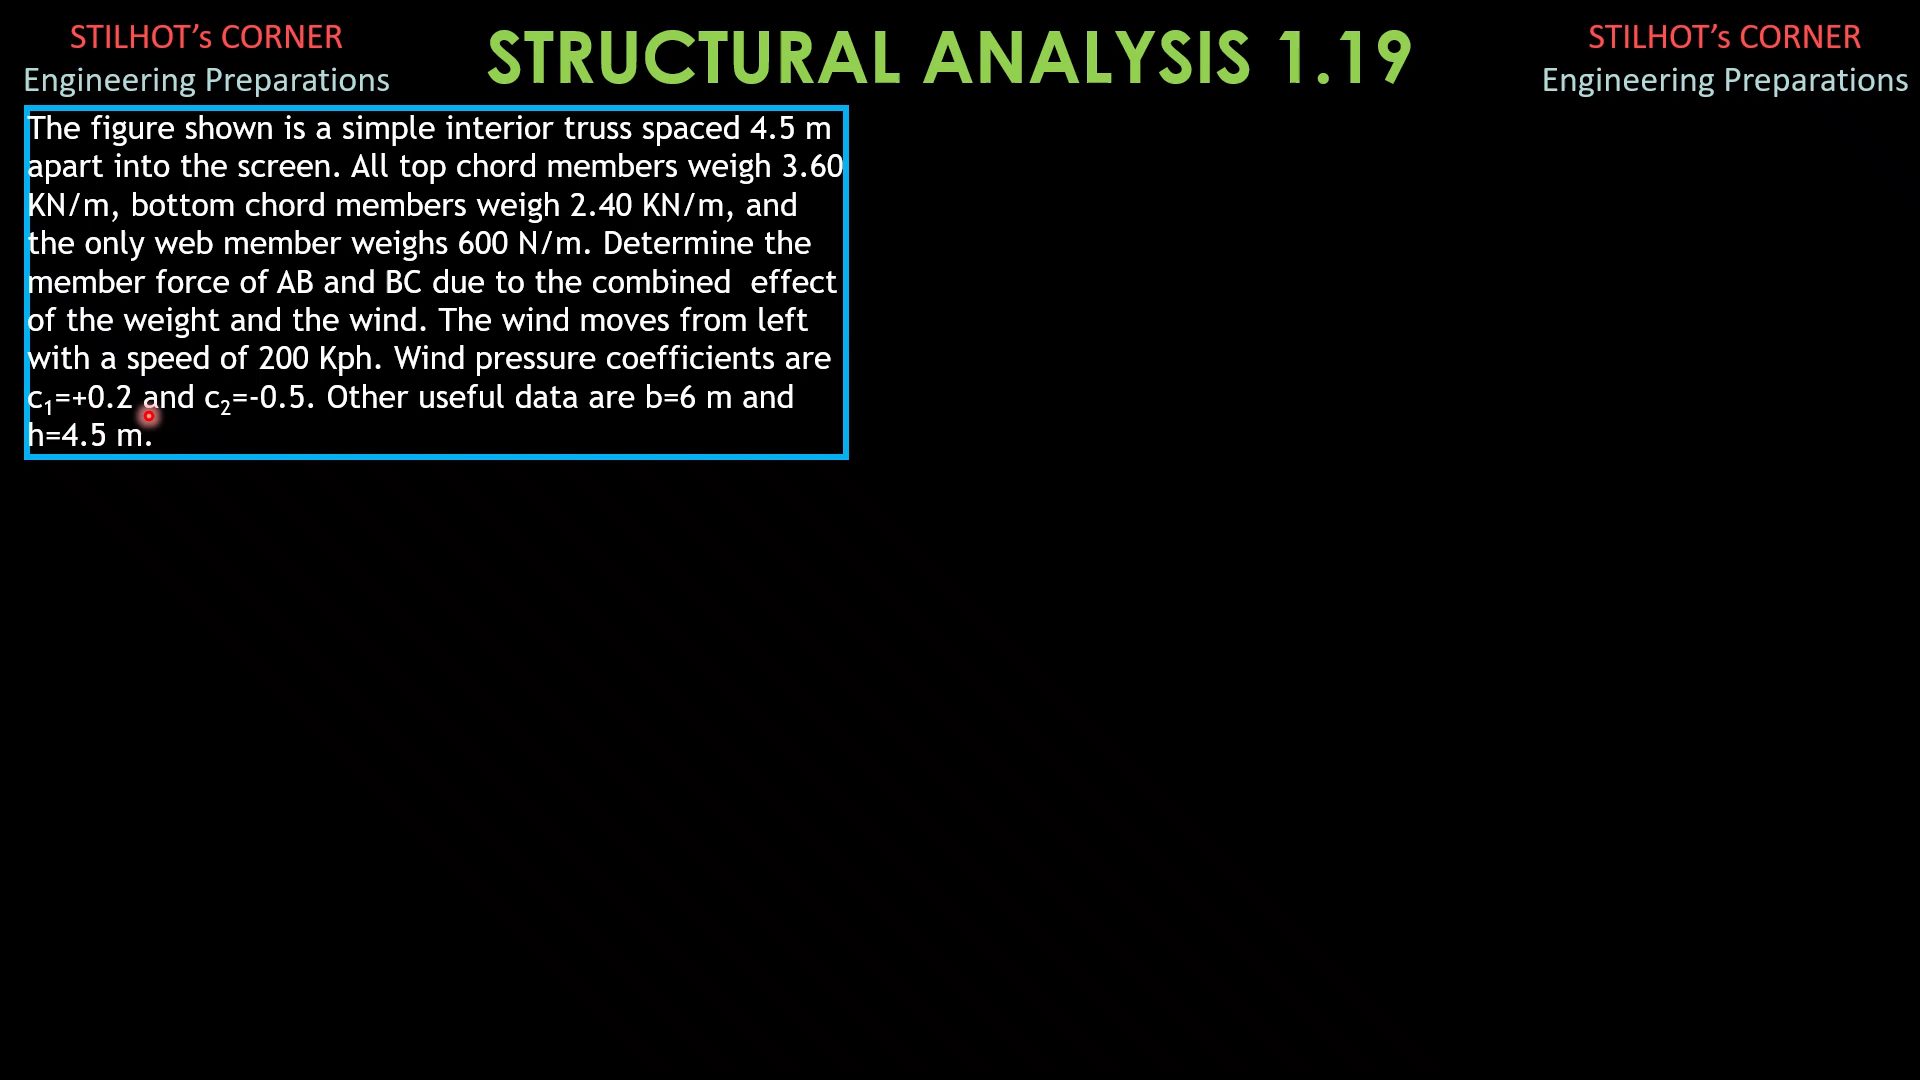 STILHOT’s CORNER
Engineering Preparations
STRUCTURAL ANALYSIS 1.19
STILHOT’s CORNER
Engineering Preparations
The figure shown is a simple interior truss spaced 4.5 m
apart into the screen. All top chord members weigh 3.60
KN/m, bottom chord members weigh 2.40 KN/m, and
the only web member weighs 600 N/m. Determine the
member force of AB and BC due to the combined  effect
of the weight and the wind. The wind moves from left
with a speed of 200 Kph. Wind pressure coefficients are
c₁=+0.2 and c₂=-0.5. Other useful data are b=6 m and
h=4.5 m.